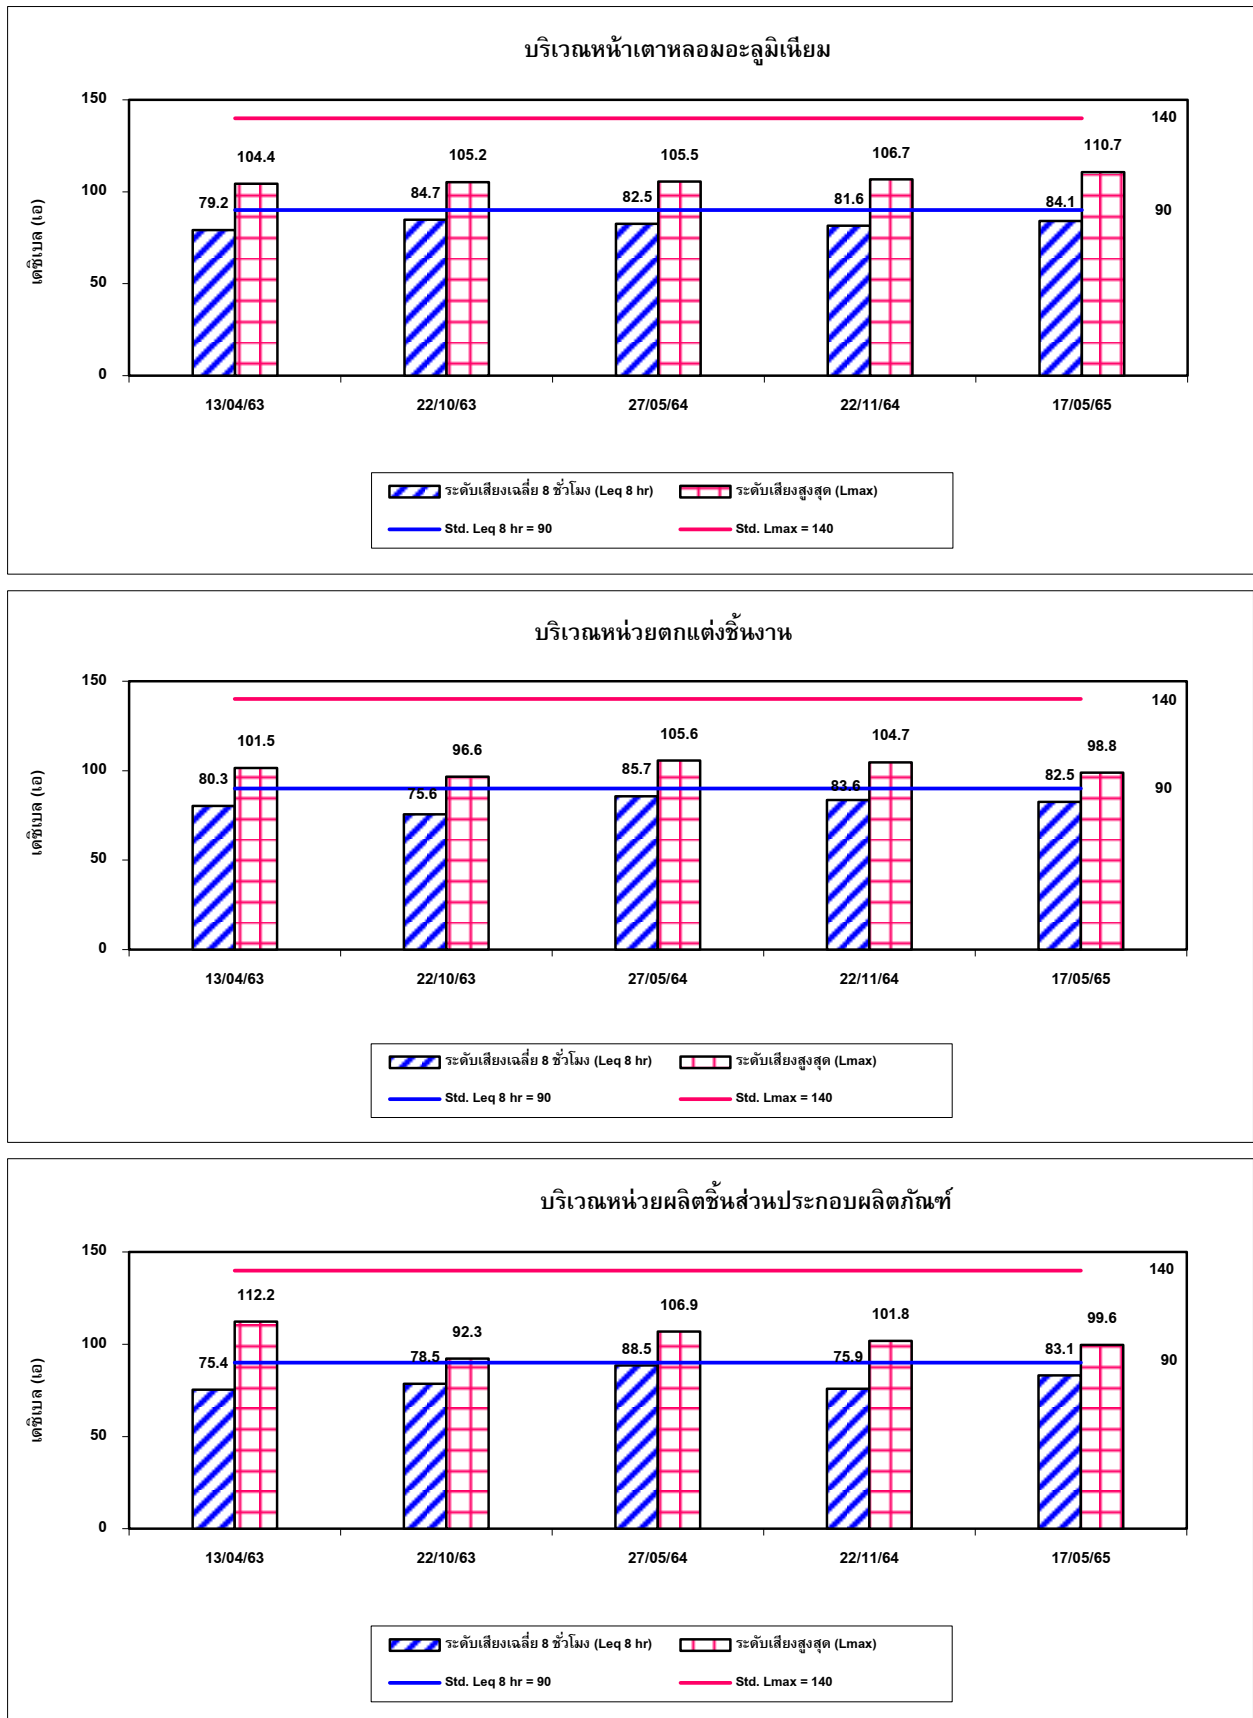 บริเวณหน้าเตาหลอมอะลูมิเนียม
150
140
110.7
106.7
105.5
105.2
104.4
100
84.7
82.5
81.6
84.1
79.2
90
เดซิเบล (เอ)
50
0
13/04/63 22/10/63 27/05/64 22/11/64 17/05/65
ระดับเสียงเฉลี่ย 8 ชั่วโมง (Leq 8 hr) ระดับเสียงสูงสุด (Lmax)
Std. Leq 8 hr = 90 Std. Lmax = 140
บริเวณหน่วยตกแต่งชิ้นงาน
150
140
101.5 96.6 105.6 104.7 98.8
100
80.3 75.6 85.7 83.6 82.5
90
เดซิเบล (เอ)
50
0
13/04/63 22/10/63 27/05/64 22/11/64 17/05/65
ระดับเสียงเฉลี่ย 8 ชั่วโมง (Leq 8 hr) ระดับเสียงสูงสุด (Lmax)
Std. Leq 8 hr = 90 Std. Lmax = 140
บริเวณหน่วยผลิตชิ้นส่วนประกอบผลิตภัณฑ์
150
140
112.2 92.3 106.9 101.8 99.6
100
75.4 78.5 88.5 75.9 83.1
90
เดซิเบล (เอ)
50
0
13/04/63 22/10/63 27/05/64 22/11/64 17/05/65
ระดับเสียงเฉลี่ย 8 ชั่วโมง (Leq 8 hr) ระดับเสียงสูงสุด (Lmax)
Std. Leq 8 hr = 90 Std. Lmax = 140